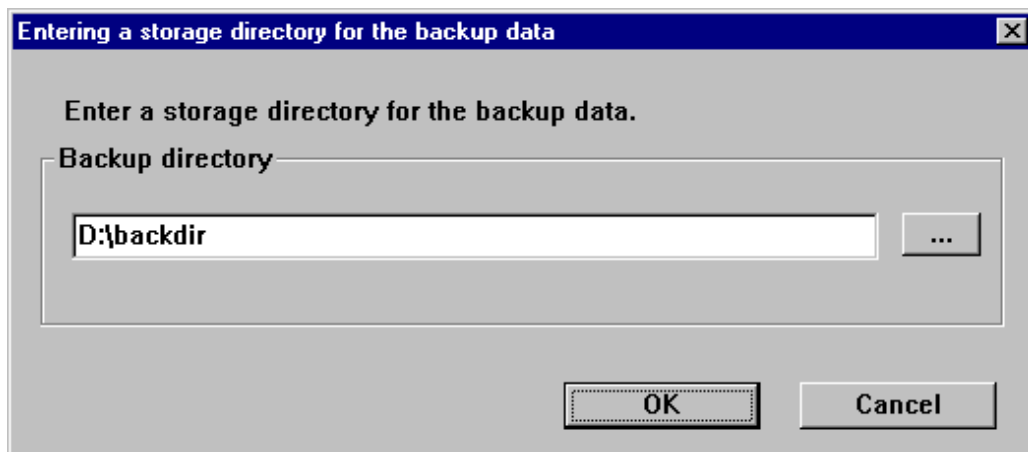 Entering a storage directory for the backup data
Enter a storage directory for the backup data.
Backup directory
D:\backdir
...
OK
Cancel